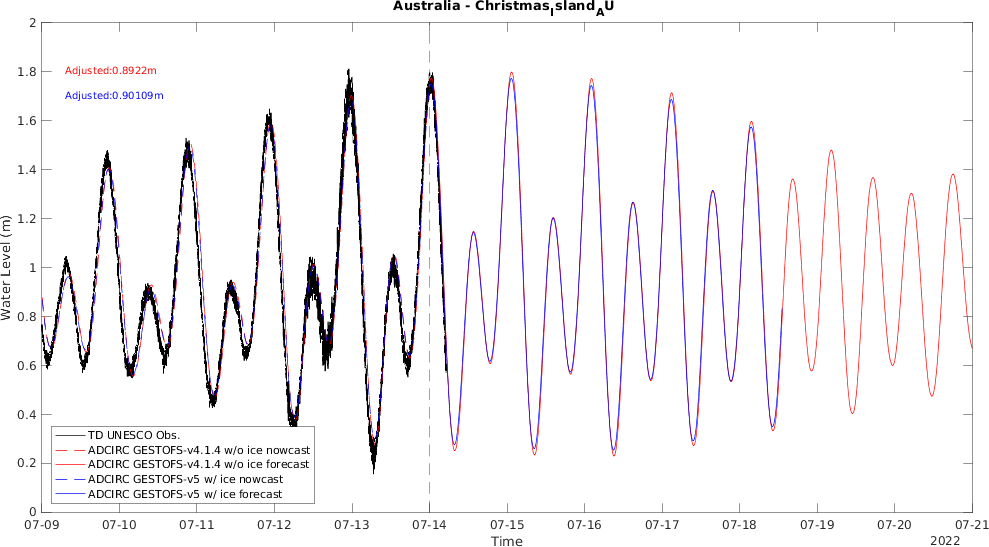 Australia - Christmas_Island_AU
2
1.8
1.6
1.4
1.2
1
0.8
0.6
0.4
0.2
0
Water Level (m)
Adjusted:0.8922m
Adjusted:0.90109m
TD UNESCO Obs.
ADCIRC GESTOFS-v4.1.4 w/o ice nowcast
ADCIRC GESTOFS-v4.1.4 w/o ice forecast
ADCIRC GESTOFS-v5 w/ ice nowcast
ADCIRC GESTOFS-v5 w/ ice forecast
07-09 07-10 07-11 07-12 07-13 07-14 07-15 07-16 07-17 07-18 07-19 07-20 07-21
Time
2022